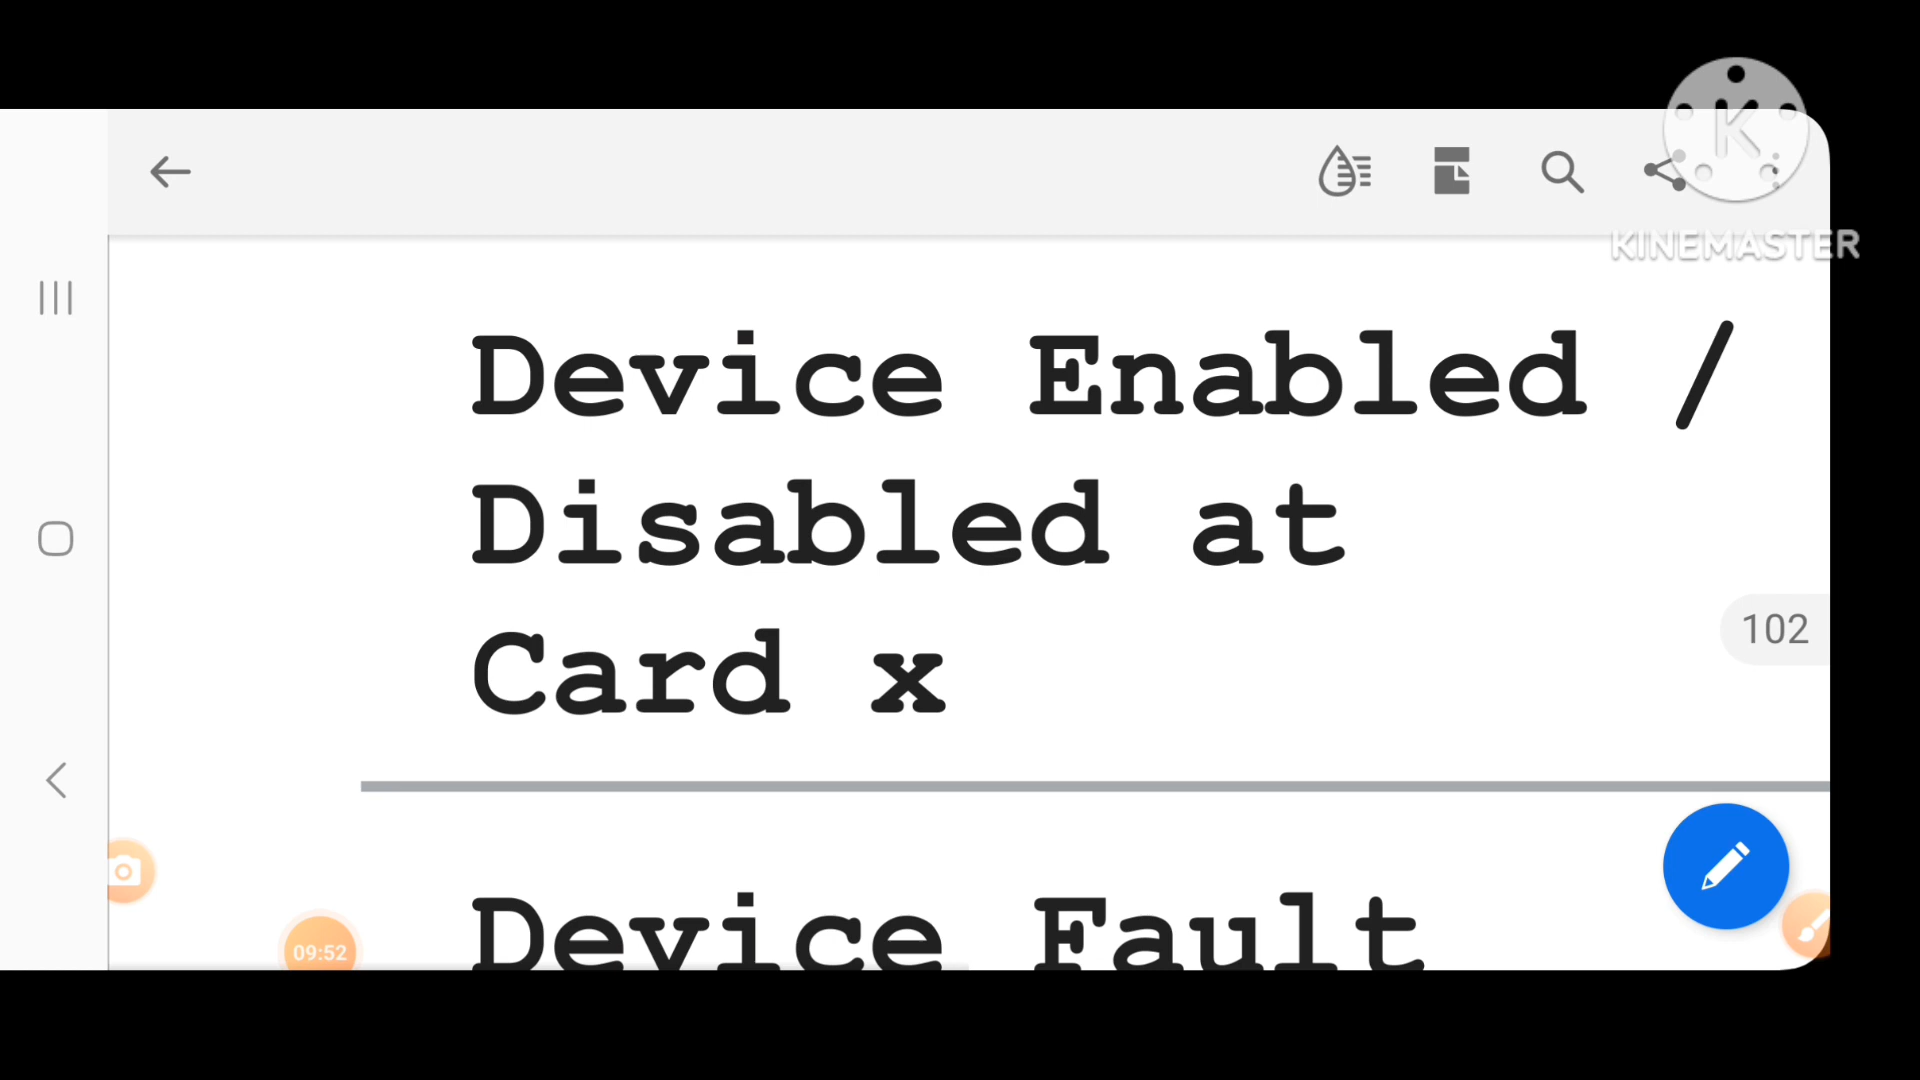 K
KINEMASTER
Device Enabled /
Disabled at
Card x
102
Device Fault
09:52